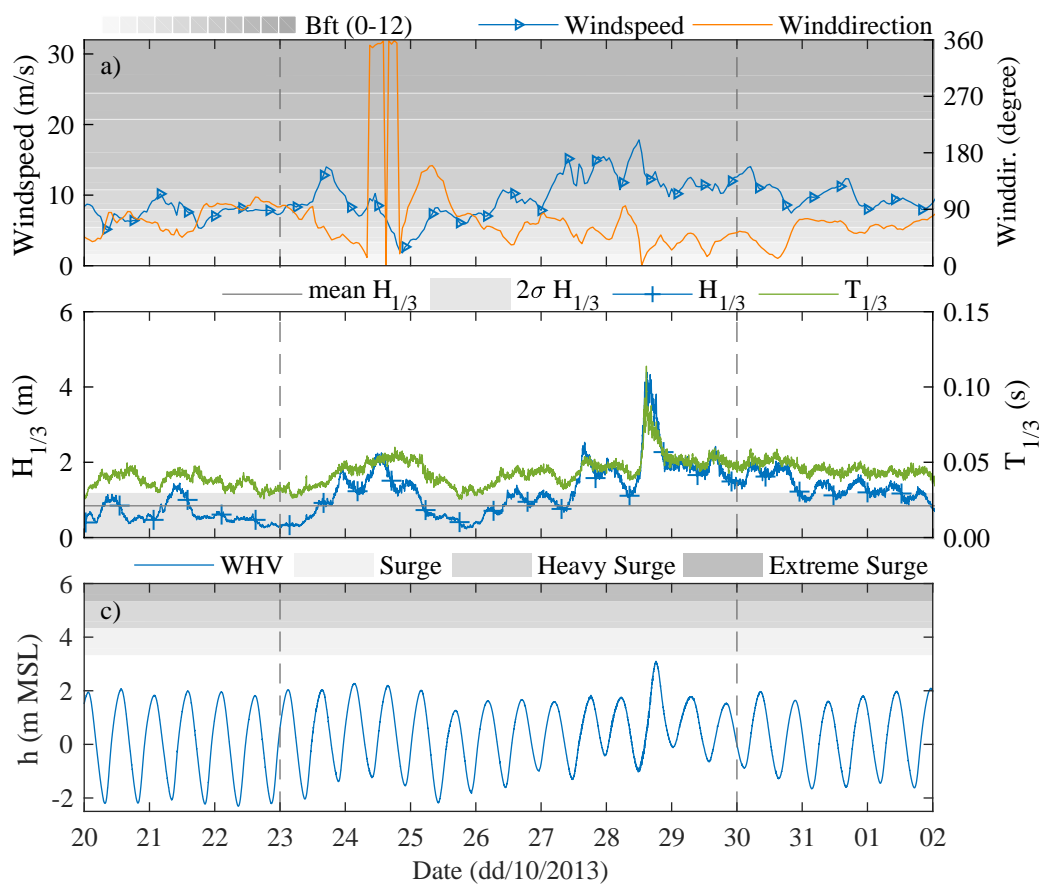 Bft (0-12) Windspeed Winddirection
a)
Windspeed (m/s)
0
10
20
30
Winddir. (degree)
0
90
180
270
360
mean H1/3 2σ H1/3 H1/3 T1/3
H1/3 (m)
0
2
4
6
T1/3 (s)
0.00
0.05
0.10
0.15
WHV Surge Heavy Surge Extreme Surge
c)
h (m MSL)
-2
0
2
4
6
20 21 22 23 24 25 26 27 28 29 30 31 01 02
Date (dd/10/2013)